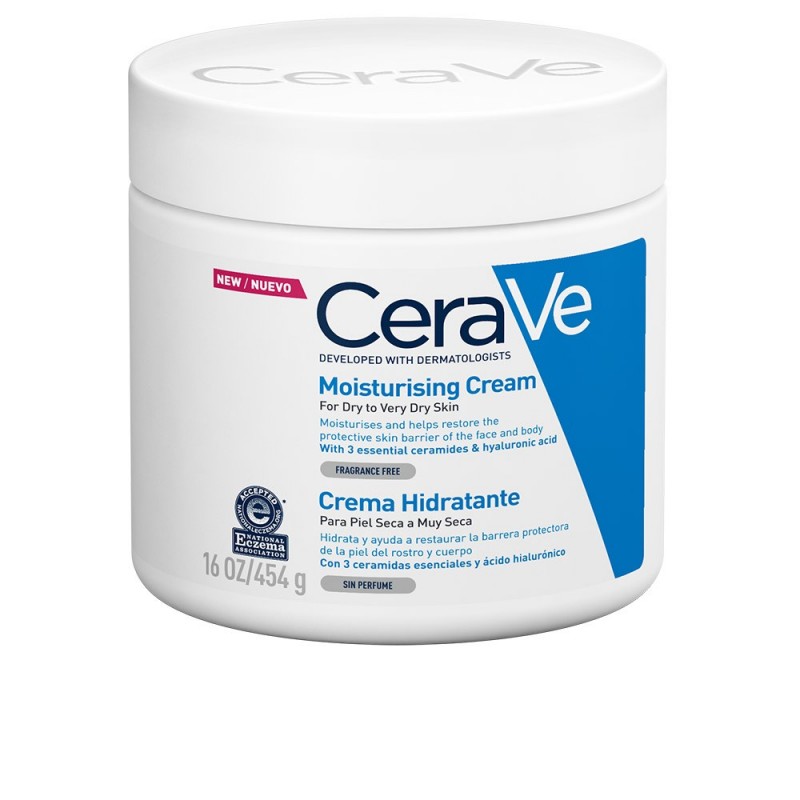 CeraVe
NEW / NUEVO
CeraVe
DEVELOPED WITH DERMATOLOGISTS
Moisturising Cream
For Dry to Very Dry Skin
Moisturises and helps restore the
protective skin barrier of the face and body
With 3 essential ceramides & hyaluronic acid
FRAGRANCE FREE
Crema Hidratante
Para Piel Seca a Muy Seca
Hidrata y ayuda a restaurar la barrera protectora
de la piel del rostro y cuerpo
Con 3 ceramidas esenciales y ácido hialurónico
SIN PERFUME
ACCEPTED
NATIONALECZEMA.ORG
e
NATIONAL
Eczema
ASSOCIATION
16 OZ/454 g